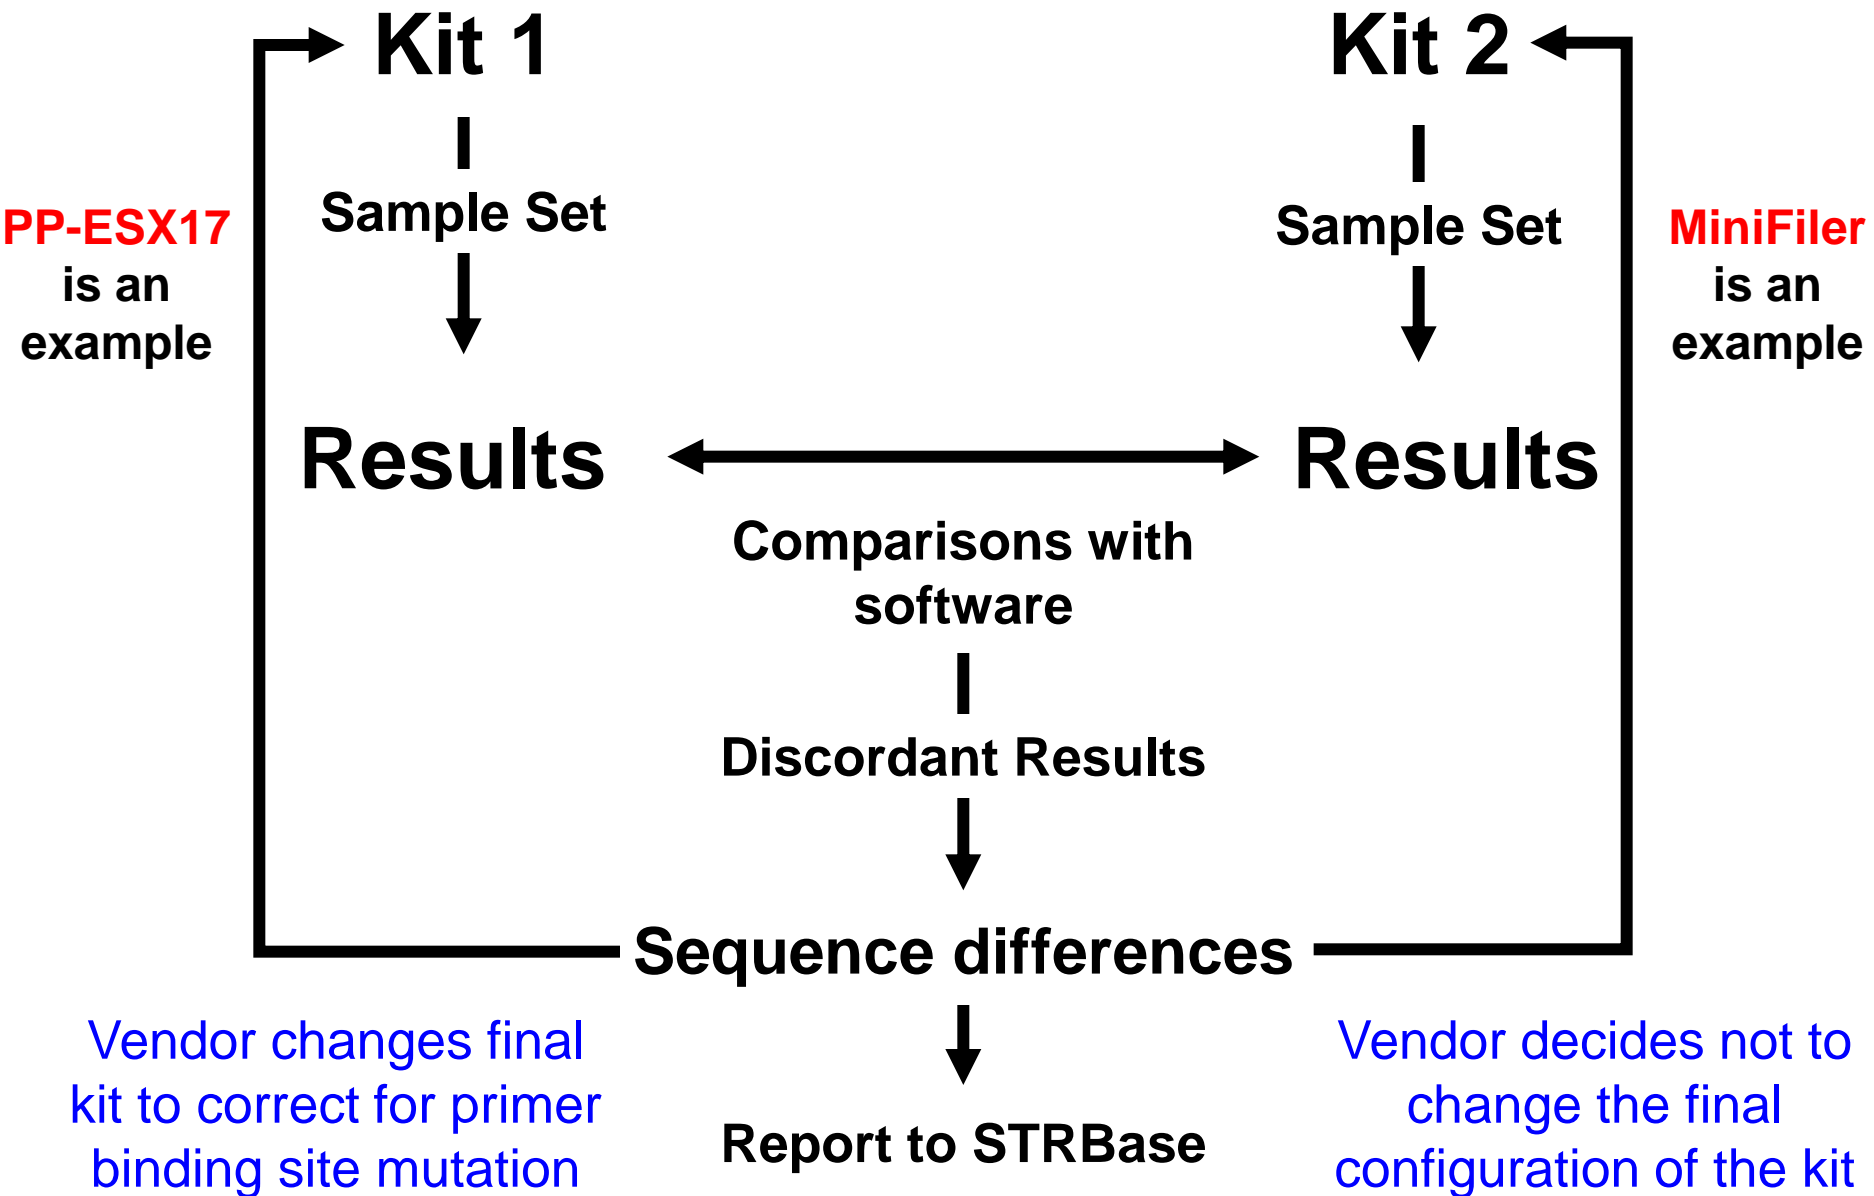 Kit 1
Kit 2
Sample Set
Sample Set
PP-ESX17
is an
example
MiniFiler
is an
example
Results
Results
Comparisons with
software
Discordant Results
Sequence differences
Vendor changes final
kit to correct for primer
binding site mutation
Report to STRBase
Vendor decides not to
change the final
configuration of the kit